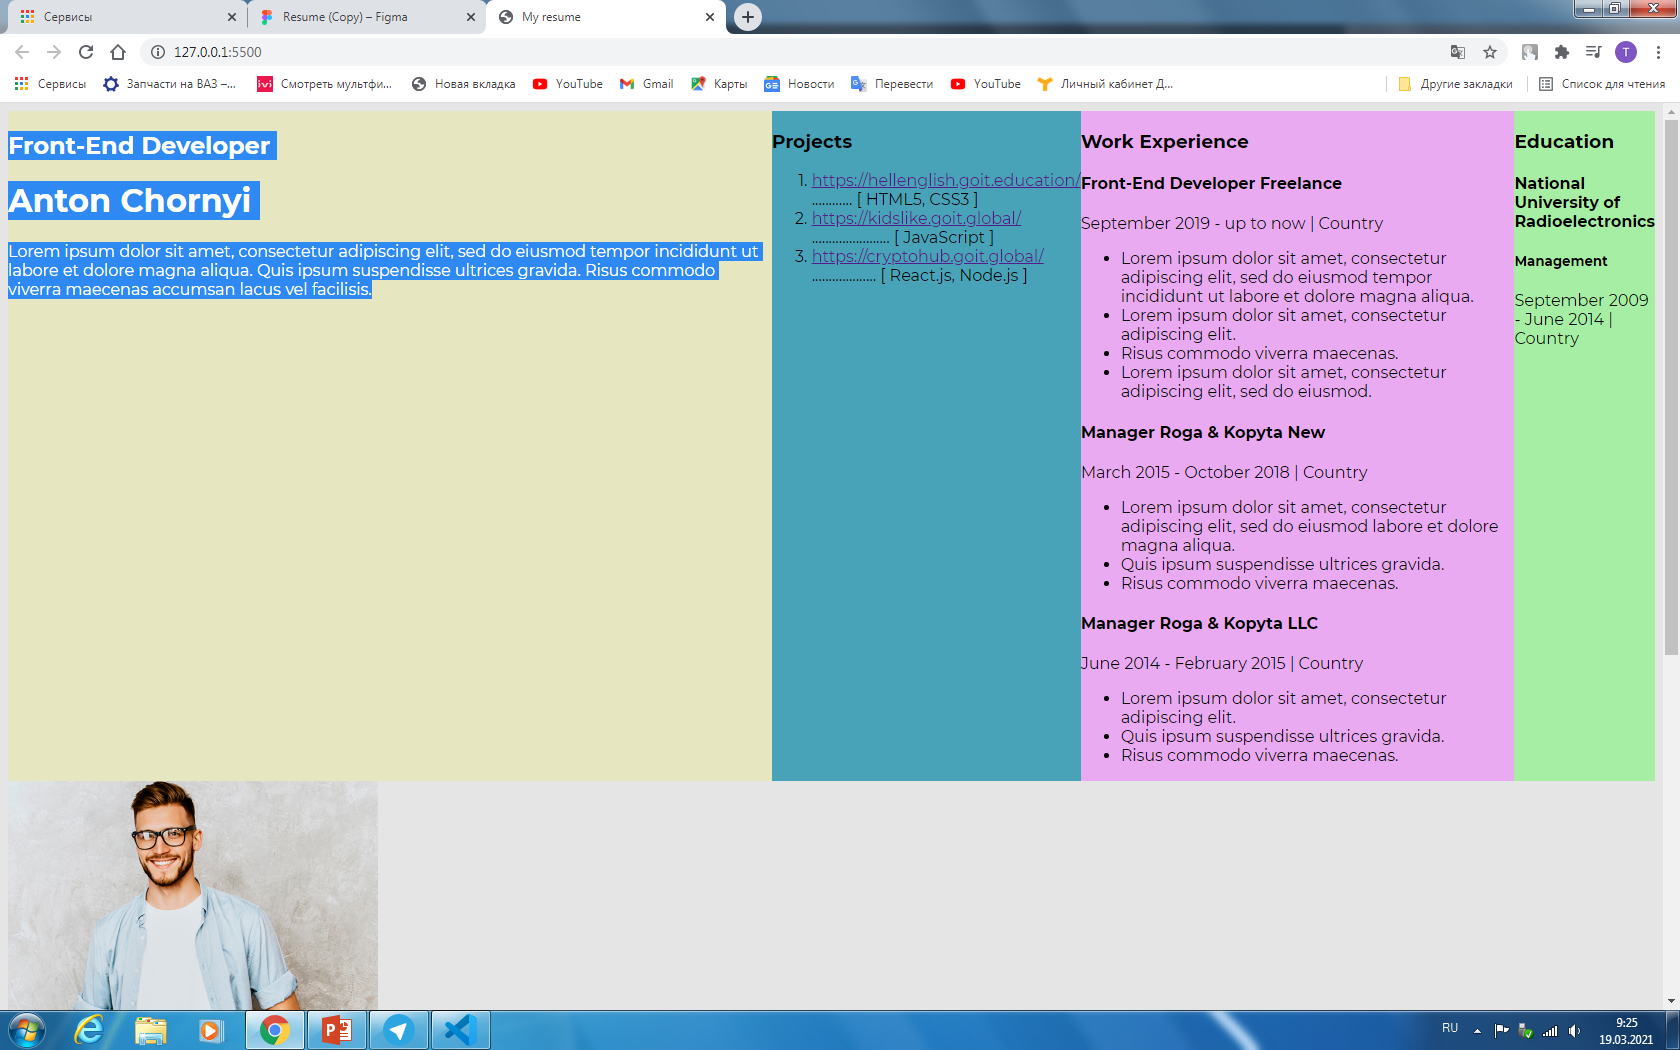 Сервисы
Resume (Copy) – Figma
My resume
127.0.0.1:5500
T
Сервисы
Запчасти на ВАЗ –...
ivi
Смотреть мультфи...
Новая вкладка
YouTube
Gmail
Карты
Новости
Перевести
YouTube
Личный кабинет Д...
Другие закладки
Список для чтения
Front-End Developer
Anton Chornyi
Lorem ipsum dolor sit amet, consectetur adipiscing elit, sed do eiusmod tempor incididunt ut
labore et dolore magna aliqua. Quis ipsum suspendisse ultrices gravida. Risus commodo
viverra maecenas accumsan lacus vel facilisis.
Projects
1. https://hellenglish.goit.education/
............ [ HTML5, CSS3 ]
2. https://kidslike.goit.global/
....................... [ JavaScript ]
3. https://cryptohub.goit.global/
................... [ React.js, Node.js ]
Work Experience
Front-End Developer Freelance
September 2019 - up to now | Country
• Lorem ipsum dolor sit amet, consectetur
adipiscing elit, sed do eiusmod tempor
incididunt ut labore et dolore magna aliqua.
• Lorem ipsum dolor sit amet, consectetur
adipiscing elit.
• Risus commodo viverra maecenas.
• Lorem ipsum dolor sit amet, consectetur
adipiscing elit, sed do eiusmod.
Manager Roga & Kopyta New
March 2015 - October 2018 | Country
• Lorem ipsum dolor sit amet, consectetur
adipiscing elit, sed do eiusmod labore et dolore
magna aliqua.
• Quis ipsum suspendisse ultrices gravida.
• Risus commodo viverra maecenas.
Manager Roga & Kopyta LLC
June 2014 - February 2015 | Country
• Lorem ipsum dolor sit amet, consectetur
adipiscing elit.
• Quis ipsum suspendisse ultrices gravida.
• Risus commodo viverra maecenas.
Education
National
University of
Radioelectronics
Management
September 2009
- June 2014 |
Country
RU
9:25
19.03.2021